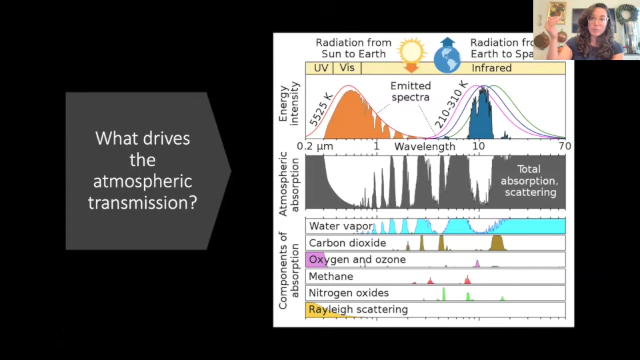 What drives
the
atmospheric
transmission?
Radiation from
Sun to Earth
Radiation from
Earth to Spa
UV
Vis
Infrared
Energy
intensity
5525 K
Emitted
spectra
210-310 K
0.2 µm
1
Wavelength
10
70
Atmospheric
absorption
Total
absorption,
scattering
Components of
absorption
Water vapor
Carbon dioxide
Oxygen and ozone
Methane
Nitrogen oxides
Rayleigh scattering